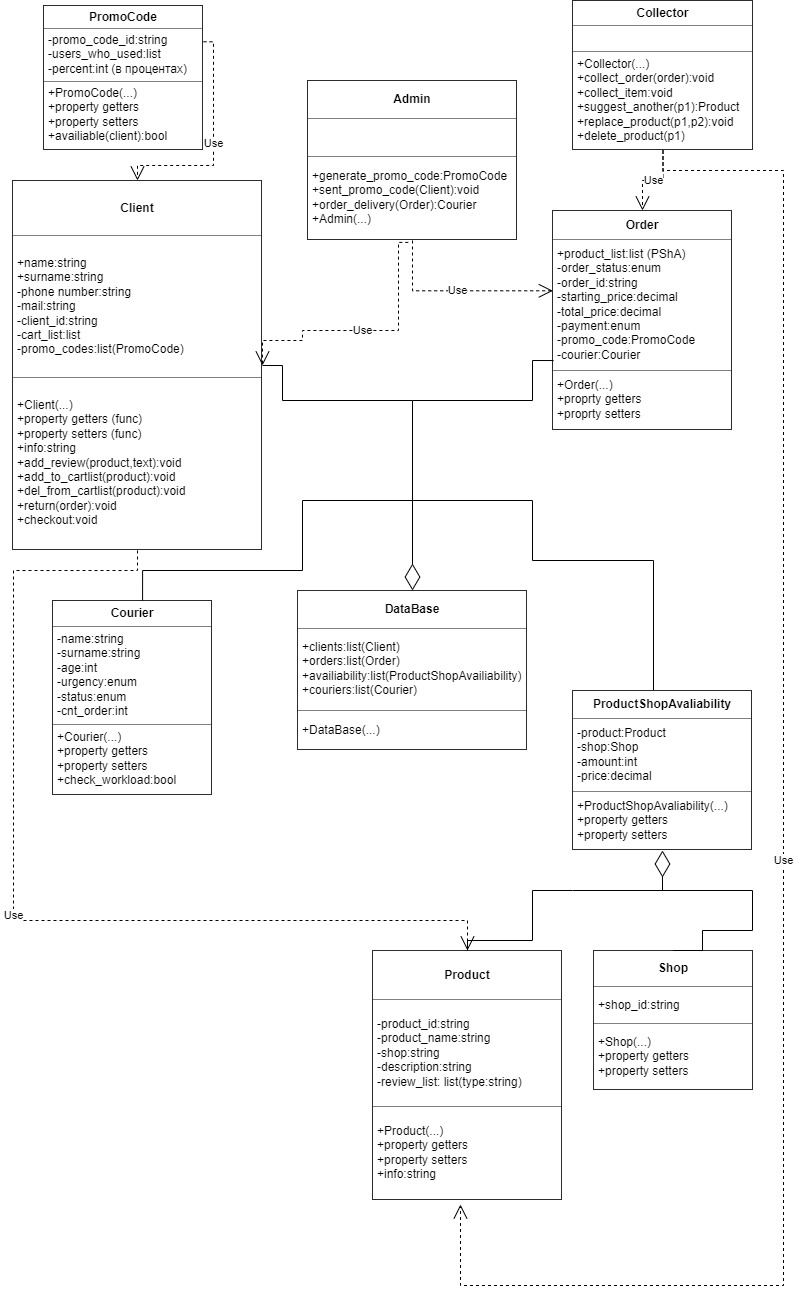 PromoCode
-promo_code_id:string
-users_who_used:list
-percent:int (в процентах)
+PromoCode(...)
+property getters
+property setters
+availiable(client):bool
Use
Collector
+Collector(...)
+collect_order(order):void
+collect_item:void
+suggest_another(p1):Product
+replace_product(p1,p2):void
+delete_product(p1)
Use
Admin
+generate_promo_code:PromoCode
+sent_promo_code(Client):void
+order_delivery(Order):Courier
+Admin(...)
Use
Use
Client
+name:string
+surname:string
-phone number:string
-mail:string
-client_id:string
-cart_list:list
-promo_codes:list(PromoCode)
+Client(...)
+property getters (func)
+property setters (func)
+info:string
+add_review(product,text):void
+add_to_cartlist(product):void
+del_from_cartlist(product):void
+return(order):void
+checkout:void
Order
+product_list:list (PShA)
-order_status:enum
-order_id:string
-starting_price:decimal
-total_price:decimal
-payment:enum
-promo_code:PromoCode
-courier:Courier
+Order(...)
+proprty getters
+proprty setters
Courier
-name:string
-surname:string
-age:int
-urgency:enum
-status:enum
-cnt_order:int
+Courier(...)
+property getters
+property setters
+check_workload:bool
DataBase
+clients:list(Client)
+orders:list(Order)
+availiability:list(ProductShopAvailiability)
+couriers:list(Courier)
+DataBase(...)
ProductShopAvaliability
-product:Product
-shop:Shop
-amount:int
-price:decimal
+ProductShopAvaliability(...)
+property getters
+property setters
Use
Use
Product
-product_id:string
-product_name:string
-shop:string
-description:string
-review_list: list(type:string)
+Product(...)
+property getters
+property setters
+info:string
Shop
+shop_id:string
+Shop(...)
+property getters
+property setters